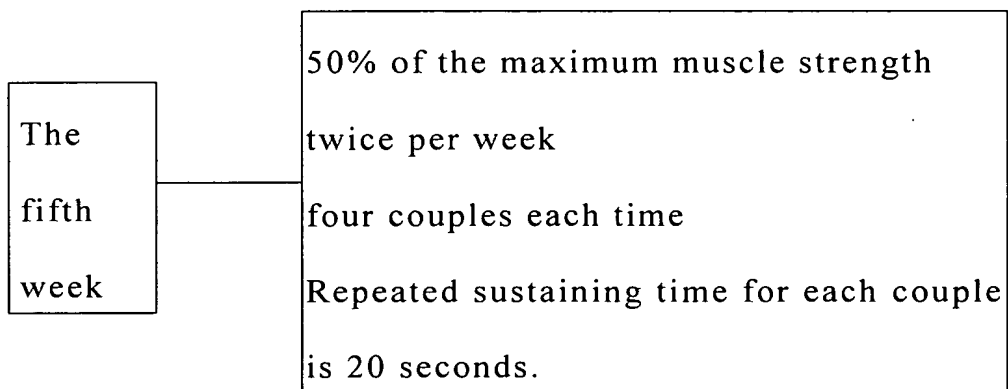 The
fifth
week
50% of the maximum muscle strength
twice per week
four couples each time
Repeated sustaining time for each couple
is 20 seconds.